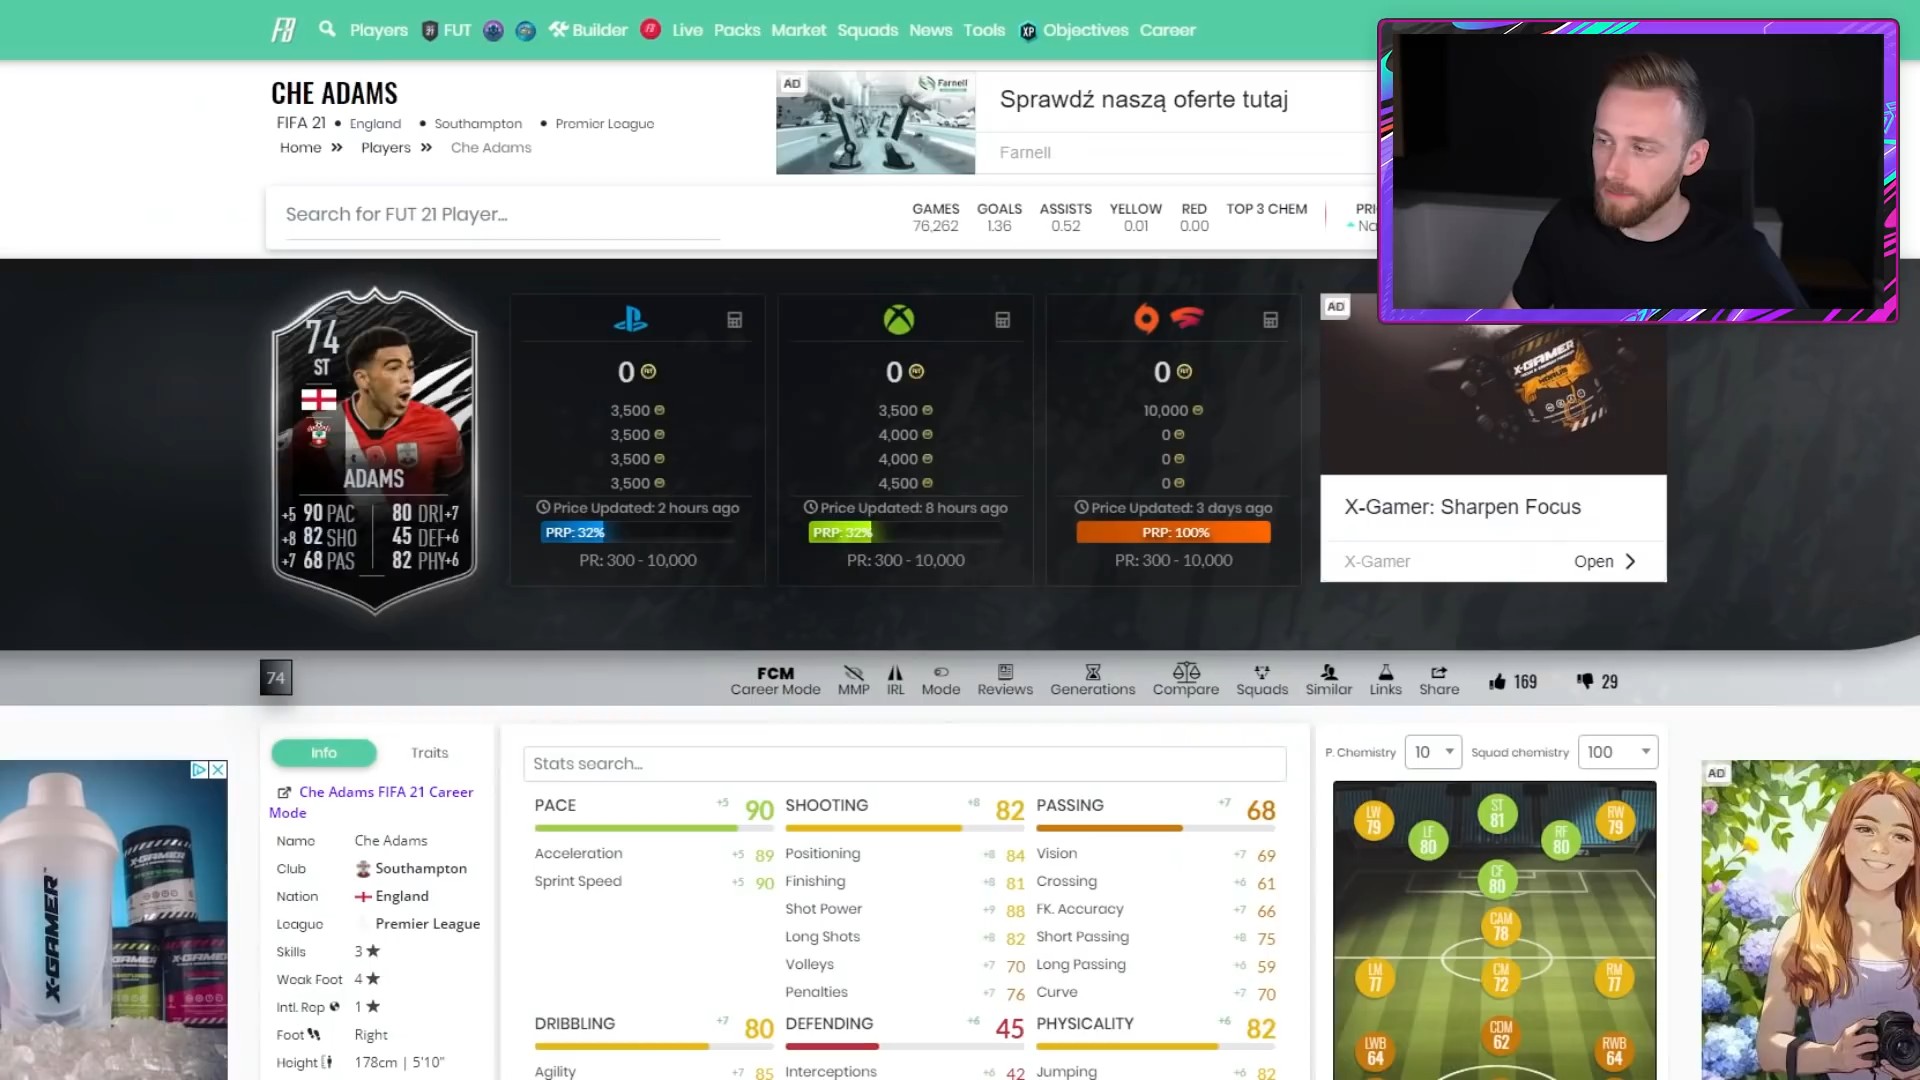 Players FUT Builder Live Packs Market Squads News Tools XP Objectives Career
CHE ADAMS
FIFA 21 • England • Southampton • Premier League
Home » Players » Che Adams
AD
Farnell
Sprawdź naszą oferte tutaj
Farnell
Search for FUT 21 Player...
GAMES GOALS ASSISTS YELLOW RED TOP 3 CHEM
76,262 1.36 0.52 0.01 0.00
74
ST
ADAMS
+5 90 PAC 80 DRI +7
+8 82 SHO 45 DEF +6
+7 68 PAS 82 PHY +6
0
3,500
3,500
3,500
3,500
Price Updated: 2 hours ago
PRP: 32%
PR: 300 - 10,000
0
3,500
4,000
4,000
4,500
Price Updated: 8 hours ago
PRP: 32%
PR: 300 - 10,000
0
10,000
0
0
0
Price Updated: 3 days ago
PRP: 100%
PR: 300 - 10,000
AD
X-GAMER
X-Gamer: Sharpen Focus
X-Gamer Open
74
FCM
Career Mode MMP IRL Mode Reviews Generations Compare Squads Similar Links Share 169 29
X-GAMER
X-GAMER
X-GAMER
Info Traits
Che Adams FIFA 21 Career
Mode
Name Che Adams
Club Southampton
Nation England
League Premier League
Skills 3 ★
Weak Foot 4 ★
Intl. Rep 1 ★
Foot Right
Height 178cm | 5'10"
Stats search...
PACE +5 90
Acceleration +5 89
Sprint Speed +5 90
SHOOTING +8 82
Positioning +8 84
Finishing +8 81
Shot Power +9 88
Long Shots +8 82
Volleys +7 70
Penalties +7 76
PASSING +7 68
Vision +7 69
Crossing +6 61
FK. Accuracy +7 66
Short Passing +8 75
Long Passing +6 59
Curve +7 70
DRIBBLING +7 80
Agility +7 85
DEFENDING +6 45
Interceptions +6 42
PHYSICALITY +6 82
Jumping +6 82
P. Chemistry 10 Squad chemistry 100
LW 79
LF 80
ST 81
RF 80
RW 79
CF 80
CAM 78
LM 77
CM 72
RM 77
LWB 64
CDM 62
RWB 64
AD